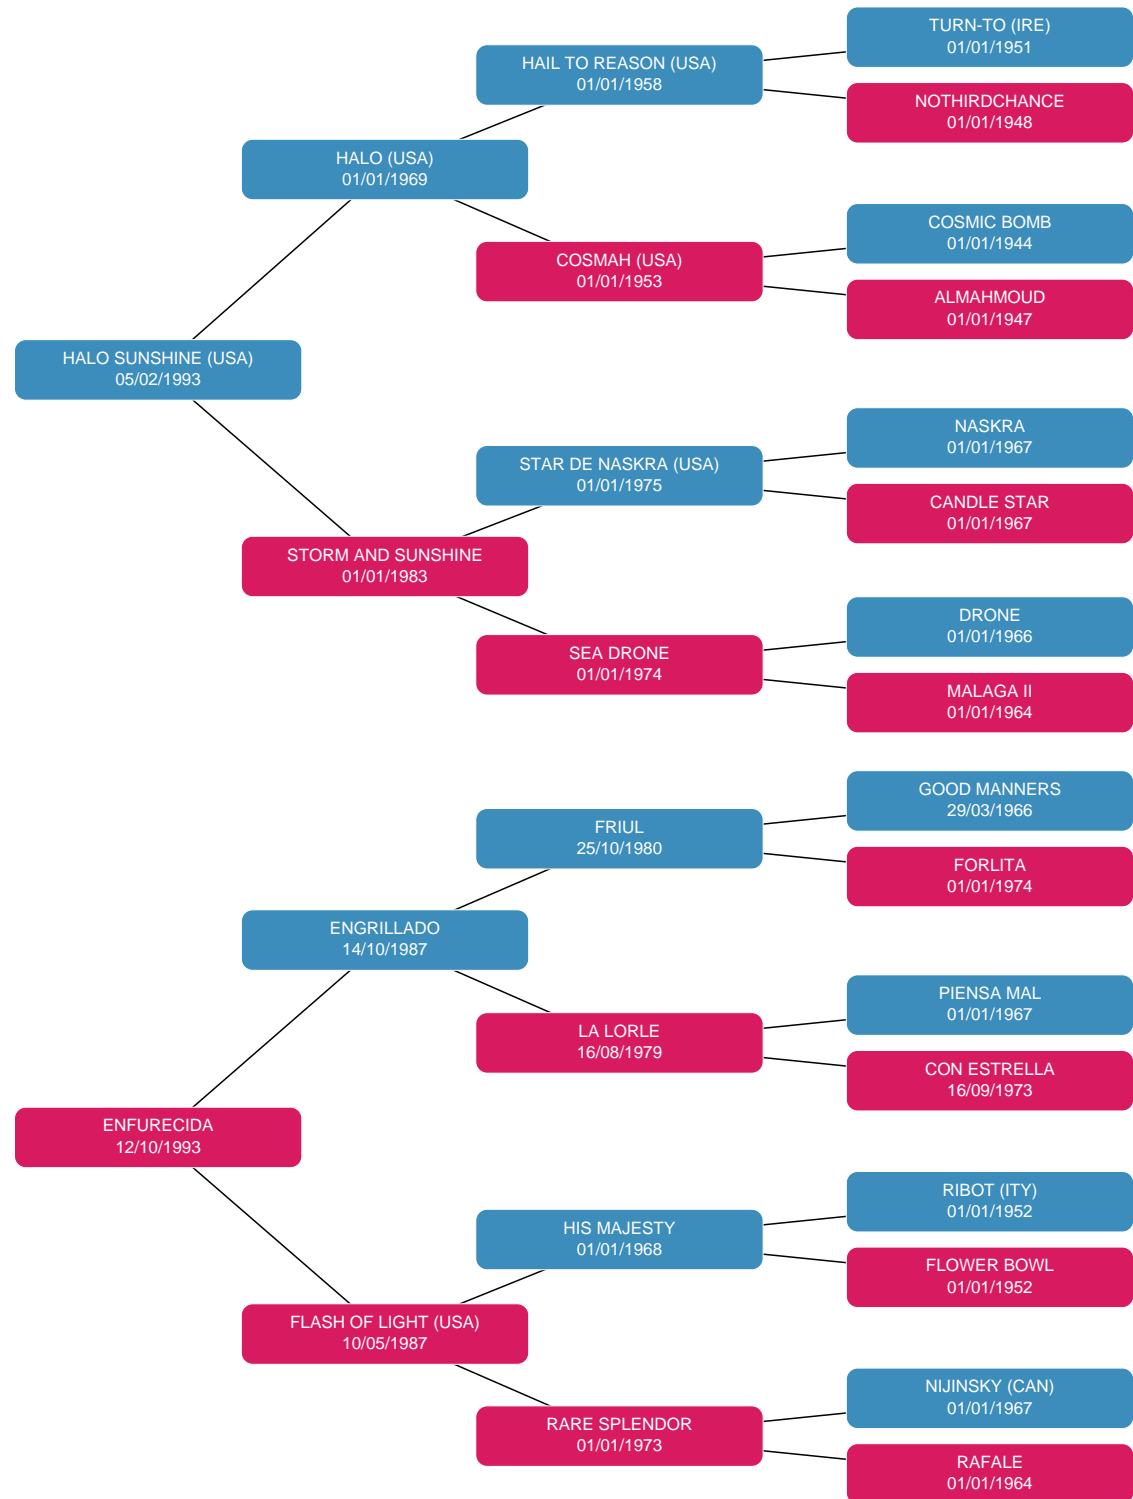 TURN-TO (IRE)
01/01/1951
HAIL TO REASON (USA)
01/01/1958
NOTHIRDCHANCE
01/01/1948
HALO (USA)
01/01/1969
COSMIC BOMB
01/01/1944
COSMAH (USA)
01/01/1953
ALMAHMOUD
01/01/1947
HALO SUNSHINE (USA)
05/02/1993
NASKRA
01/01/1967
STAR DE NASKRA (USA)
01/01/1975
CANDLE STAR
01/01/1967
STORM AND SUNSHINE
01/01/1983
DRONE
01/01/1966
SEA DRONE
01/01/1974
MALAGA II
01/01/1964
GOOD MANNERS
29/03/1966
FRIUL
25/10/1980
FORLITA
01/01/1974
ENGRILLADO
14/10/1987
PIENSA MAL
01/01/1967
LA LORLE
16/08/1979
CON ESTRELLA
16/09/1973
ENFURECIDA
12/10/1993
RIBOT (ITY)
01/01/1952
HIS MAJESTY
01/01/1968
FLOWER BOWL
01/01/1952
FLASH OF LIGHT (USA)
10/05/1987
NIJINSKY (CAN)
01/01/1967
RARE SPLENDOR
01/01/1973
RAFALE
01/01/1964